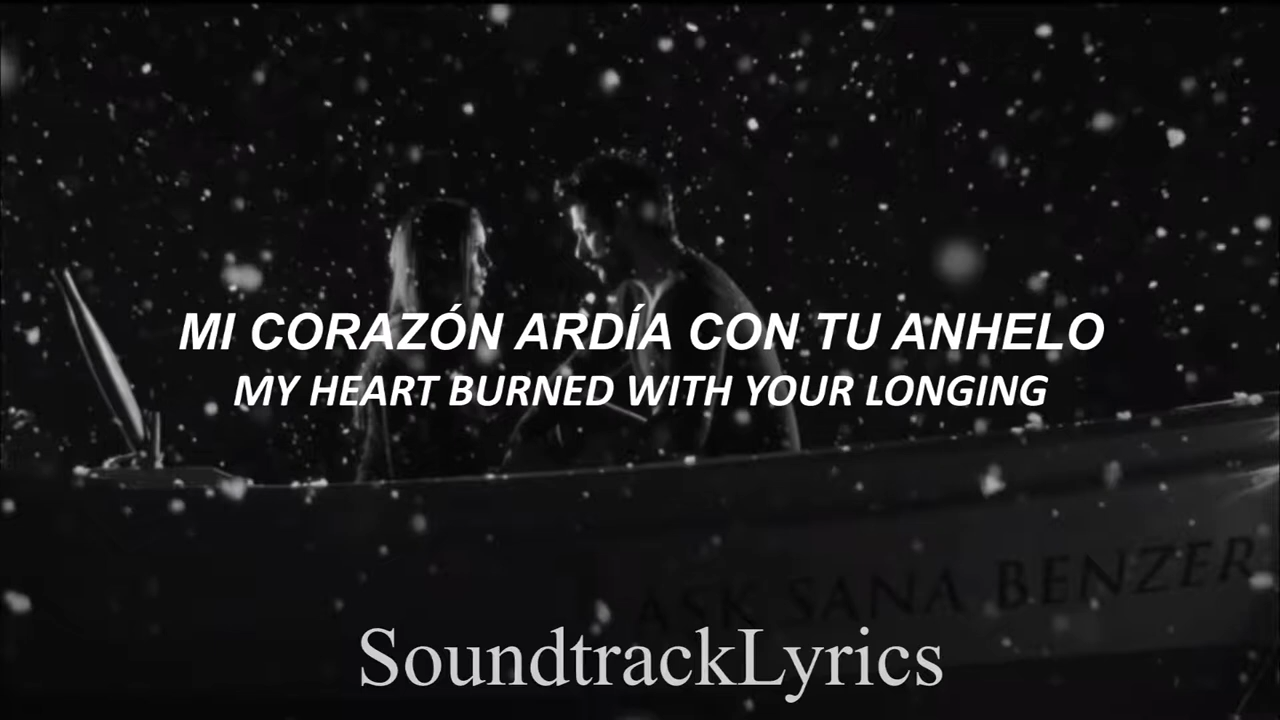 MI CORAZÓN ARDÍA CON TU ANHELO
MY HEART BURNED WITH YOUR LONGING
ASK SANA BENZER
SoundtrackLyrics